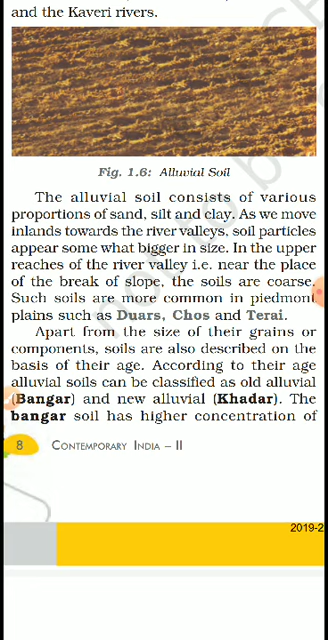 and the Kaveri rivers.
Fig. 1.6: Alluvial Soil
The alluvial soil consists of various
proportions of sand, silt and clay. As we move
inlands towards the river valleys, soil particles
appear some what bigger in size. In the upper
reaches of the river valley i.e. near the place
of the break of slope, the soils are coarse.
Such soils are more common in piedmont
plains such as Duars, Chos and Terai.
Apart from the size of their grains or
components, soils are also described on the
basis of their age. According to their age
alluvial soils can be classified as old alluvial
(Bangar) and new alluvial (Khadar). The
bangar soil has higher concentration of
8 CONTEMPORARY INDIA – II
2019-2